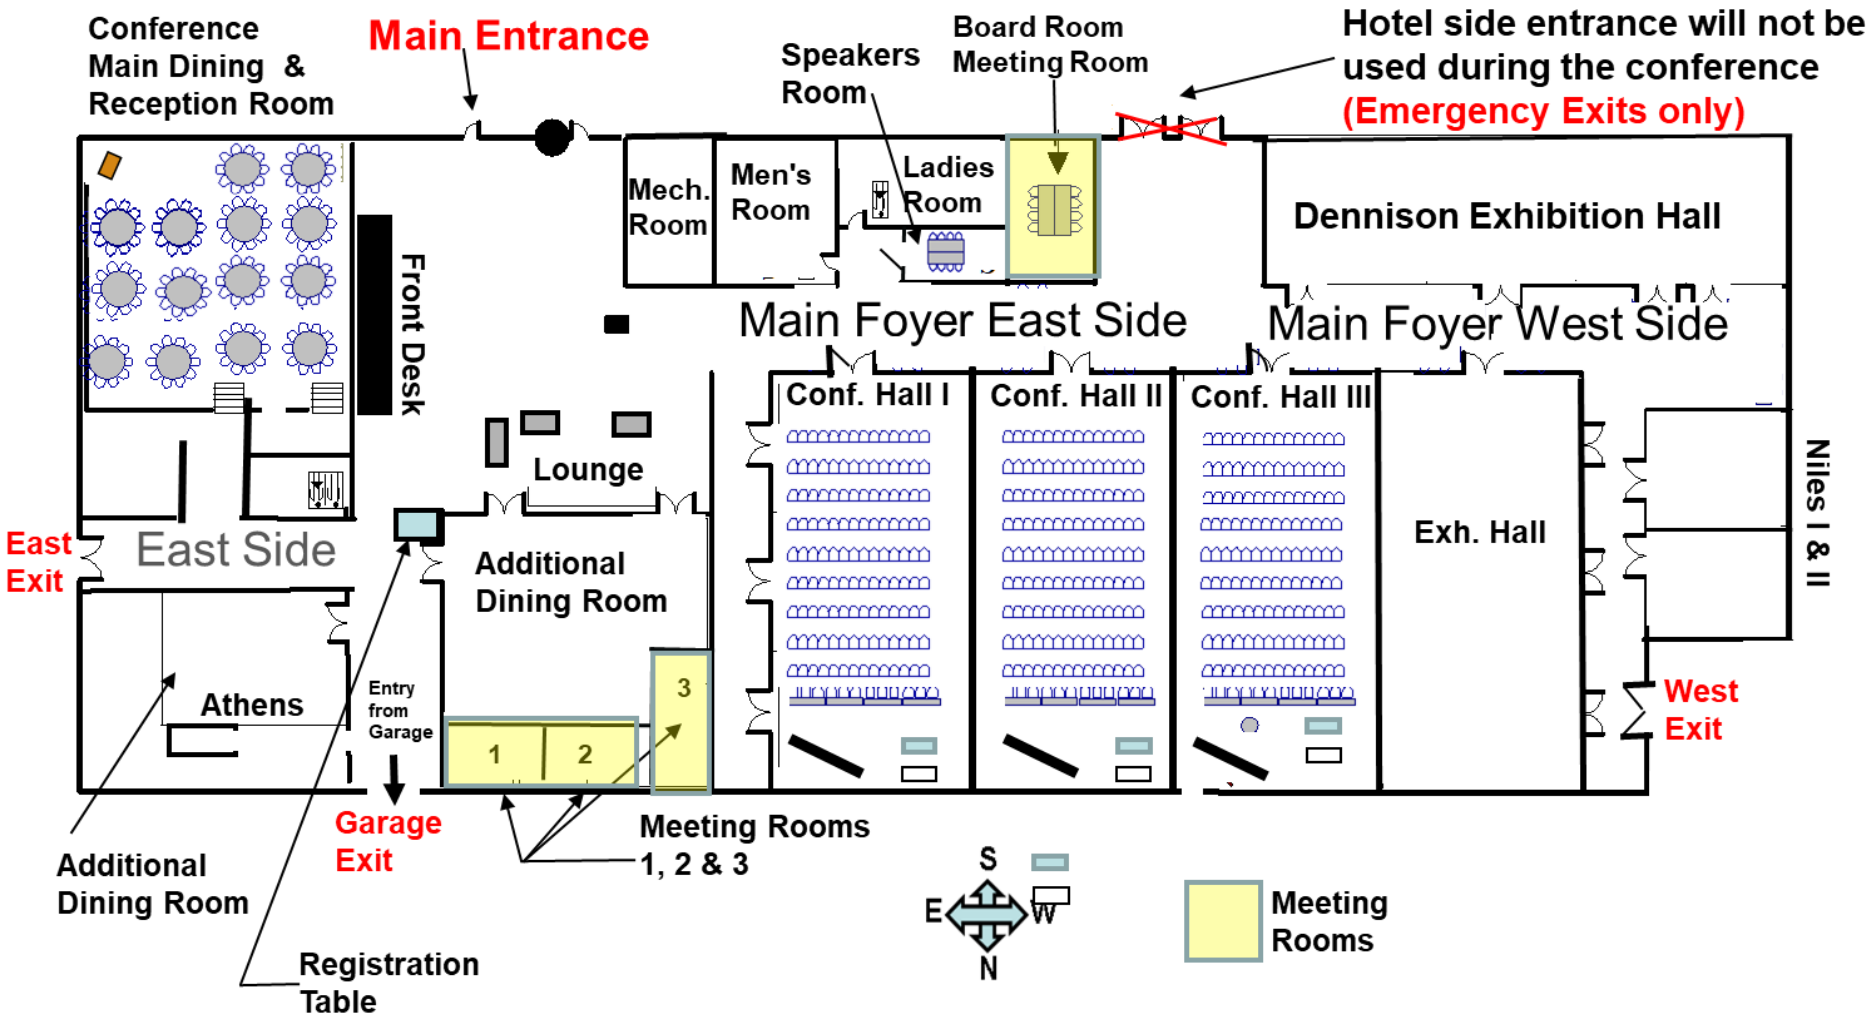 Conference
Main Dining &
Reception Room
Main Entrance
Speakers
Room
Board Room
Meeting Room
Hotel side entrance will not be
used during the conference
(Emergency Exits only)
Mech.
Room
Men's
Room
Ladies
Room
Dennison Exhibition Hall
Front Desk
Main Foyer East Side
Main Foyer West Side
Conf. Hall I
Conf. Hall II
Conf. Hall III
Lounge
Exh. Hall
Niles I & II
East
Exit
East Side
Additional
Dining Room
Athens
Entry
from
Garage
1
2
3
West
Exit
Garage
Exit
Meeting Rooms
1, 2 & 3
Additional
Dining Room
Registration
Table
S
E
W
N
Meeting
Rooms